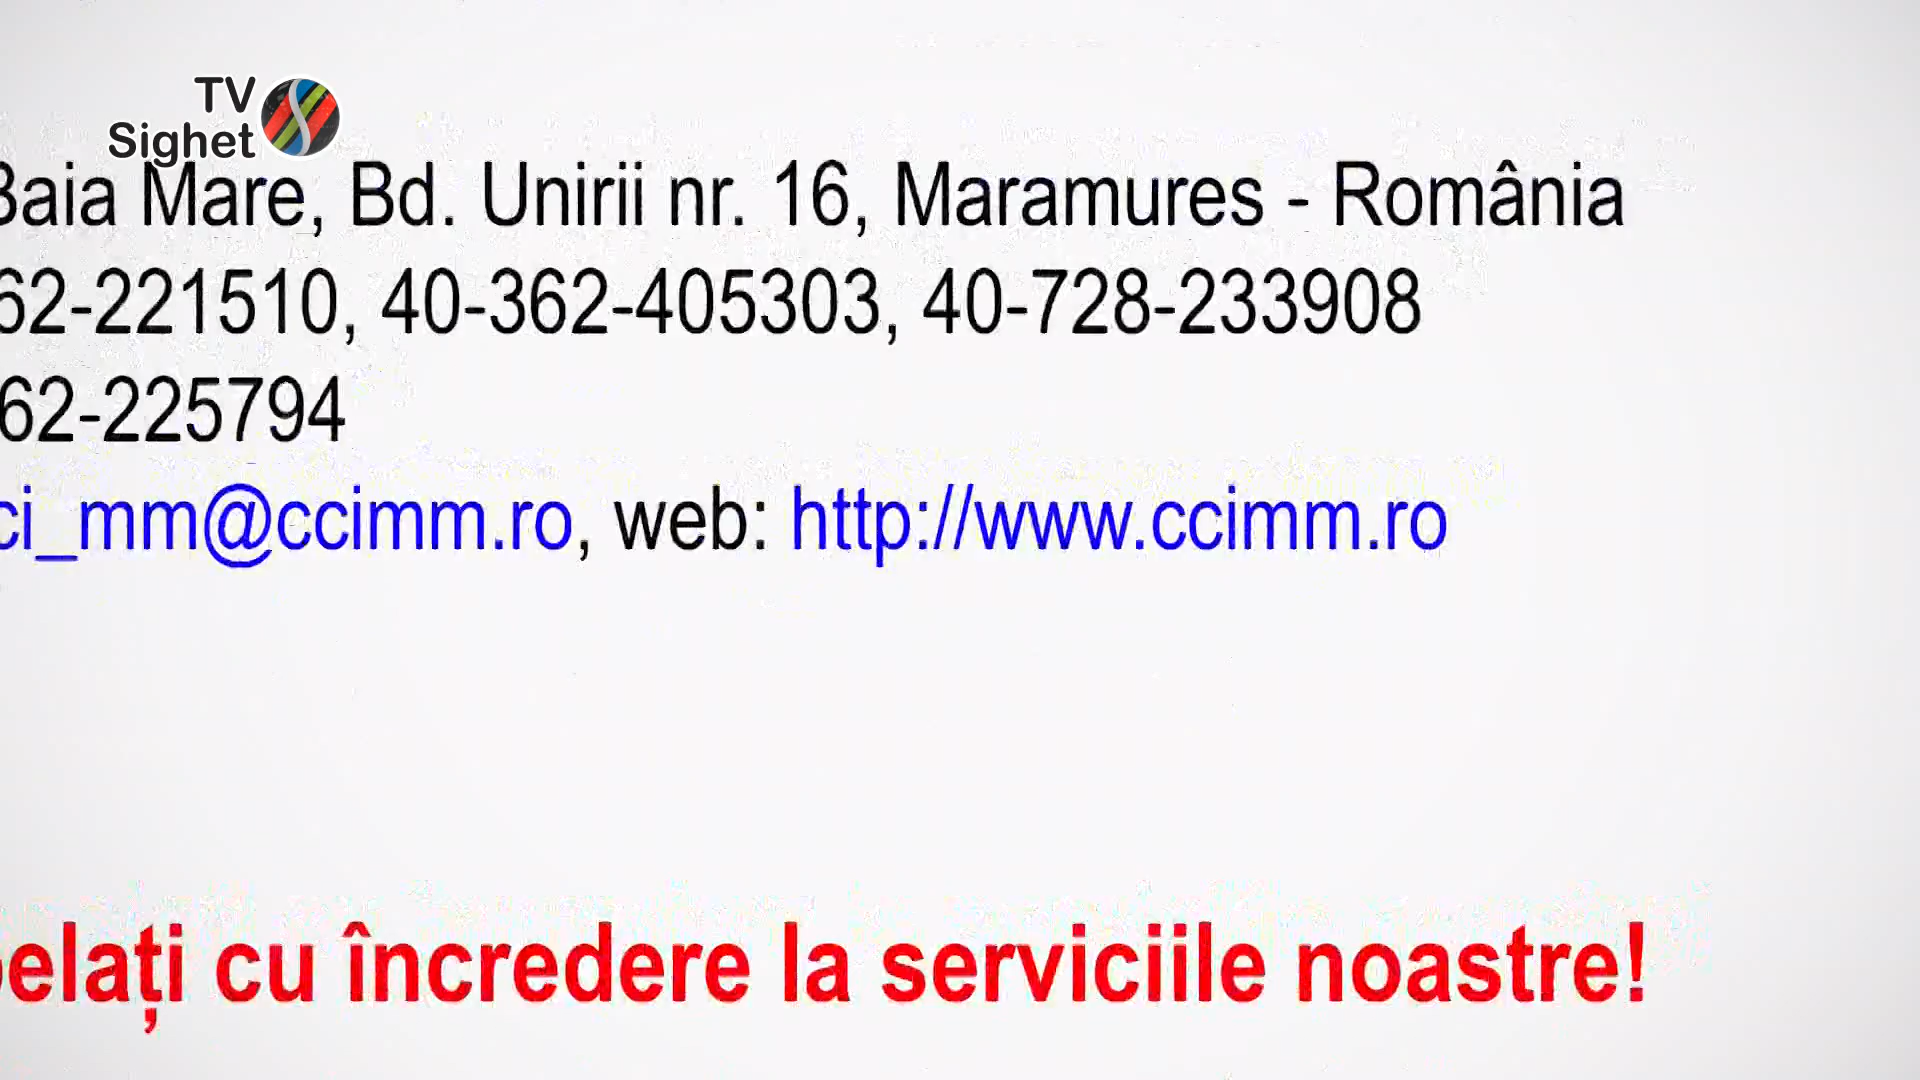 TV
Sighet
Baia Mare, Bd. Unirii nr. 16, Maramures - România
62-221510, 40-362-405303, 40-728-233908
62-225794
ci_mm@ccimm.ro, web: http://www.ccimm.ro
pelați cu încredere la serviciile noastre!